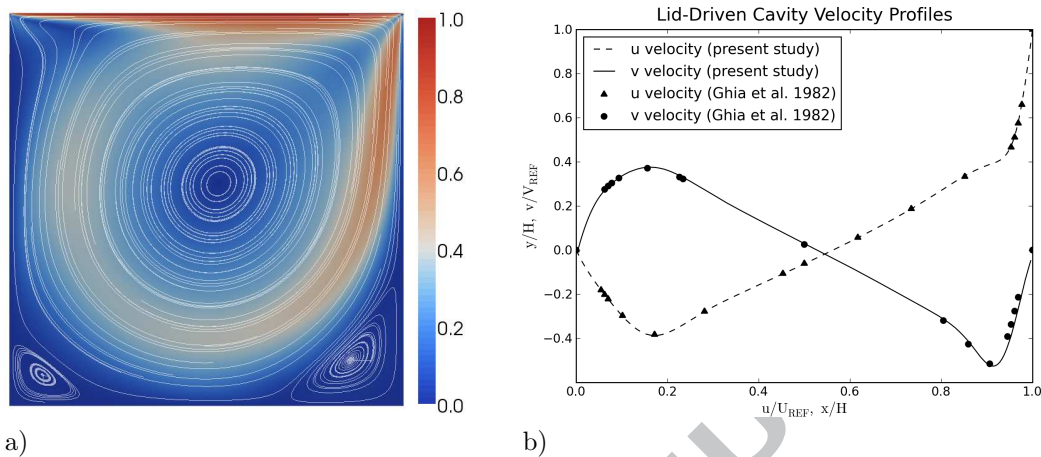 1.0
0.8
0.6
0.4
0.2
0.0
a)
Lid-Driven Cavity Velocity Profiles
u velocity (present study)
v velocity (present study)
u velocity (Ghia et al. 1982)
v velocity (Ghia et al. 1982)
1.0
0.8
0.6
0.4
0.2
0.0
−0.2
−0.4
y/H, v/V_REF
0.0 0.2 0.4 0.6 0.8 1.0
u/U_REF, x/H
b)